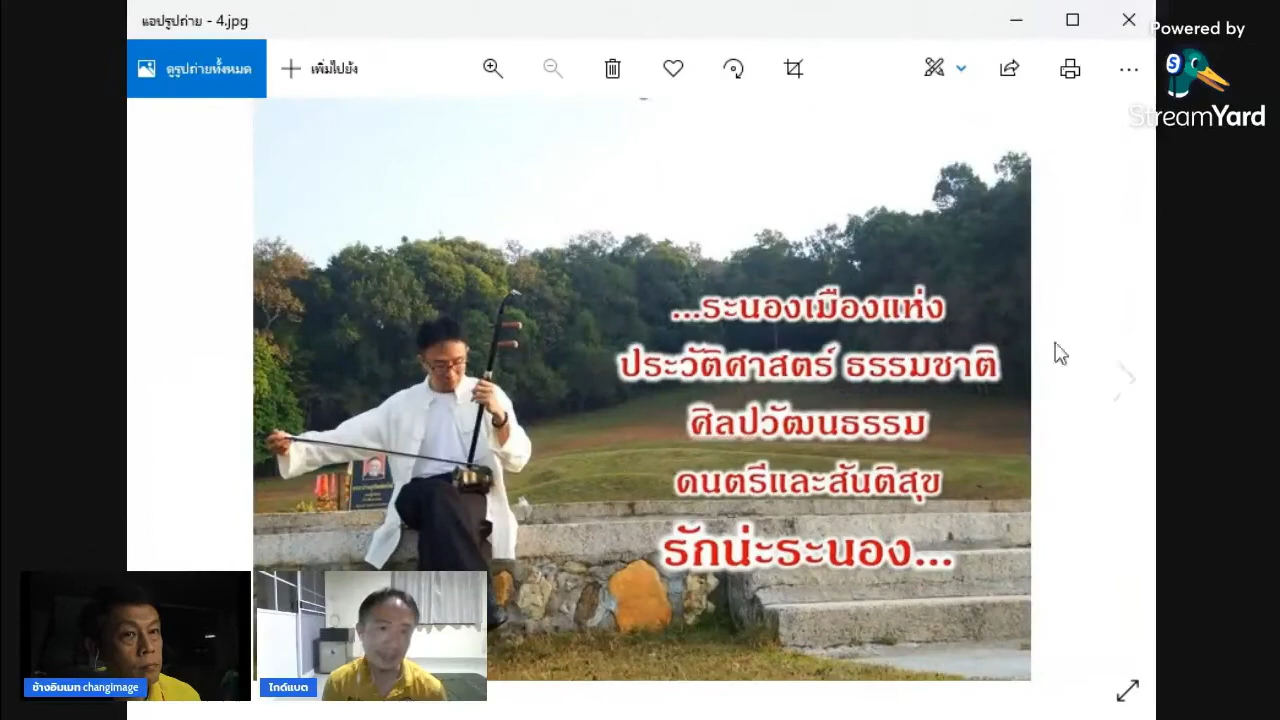 แอปรูปถ่าย - 4.jpg
Powered by
ดูรูปถ่ายทั้งหมด
เพิ่มไปยัง
StreamYard
...ระนองเมืองแห่ง
ประวัติศาสตร์ ธรรมชาติ
ศิลปวัฒนธรรม
ดนตรีและสันติสุข
รักน่ะระนอง...
ช้างอิมเมท changimage
ไกด์แบต